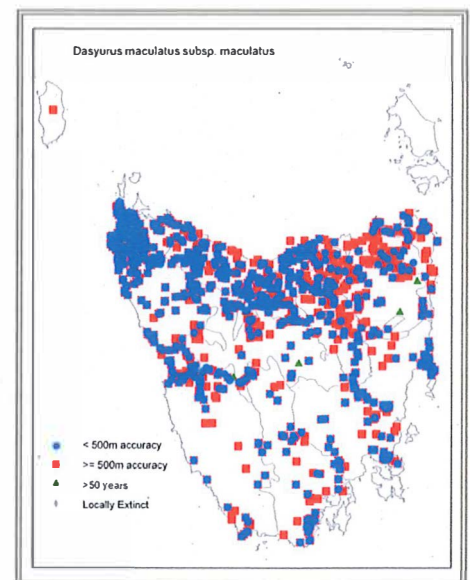 Dasyurus maculatus subsp. maculatus
< 500m accuracy
>= 500m accuracy
>50 years
Locally Extinct